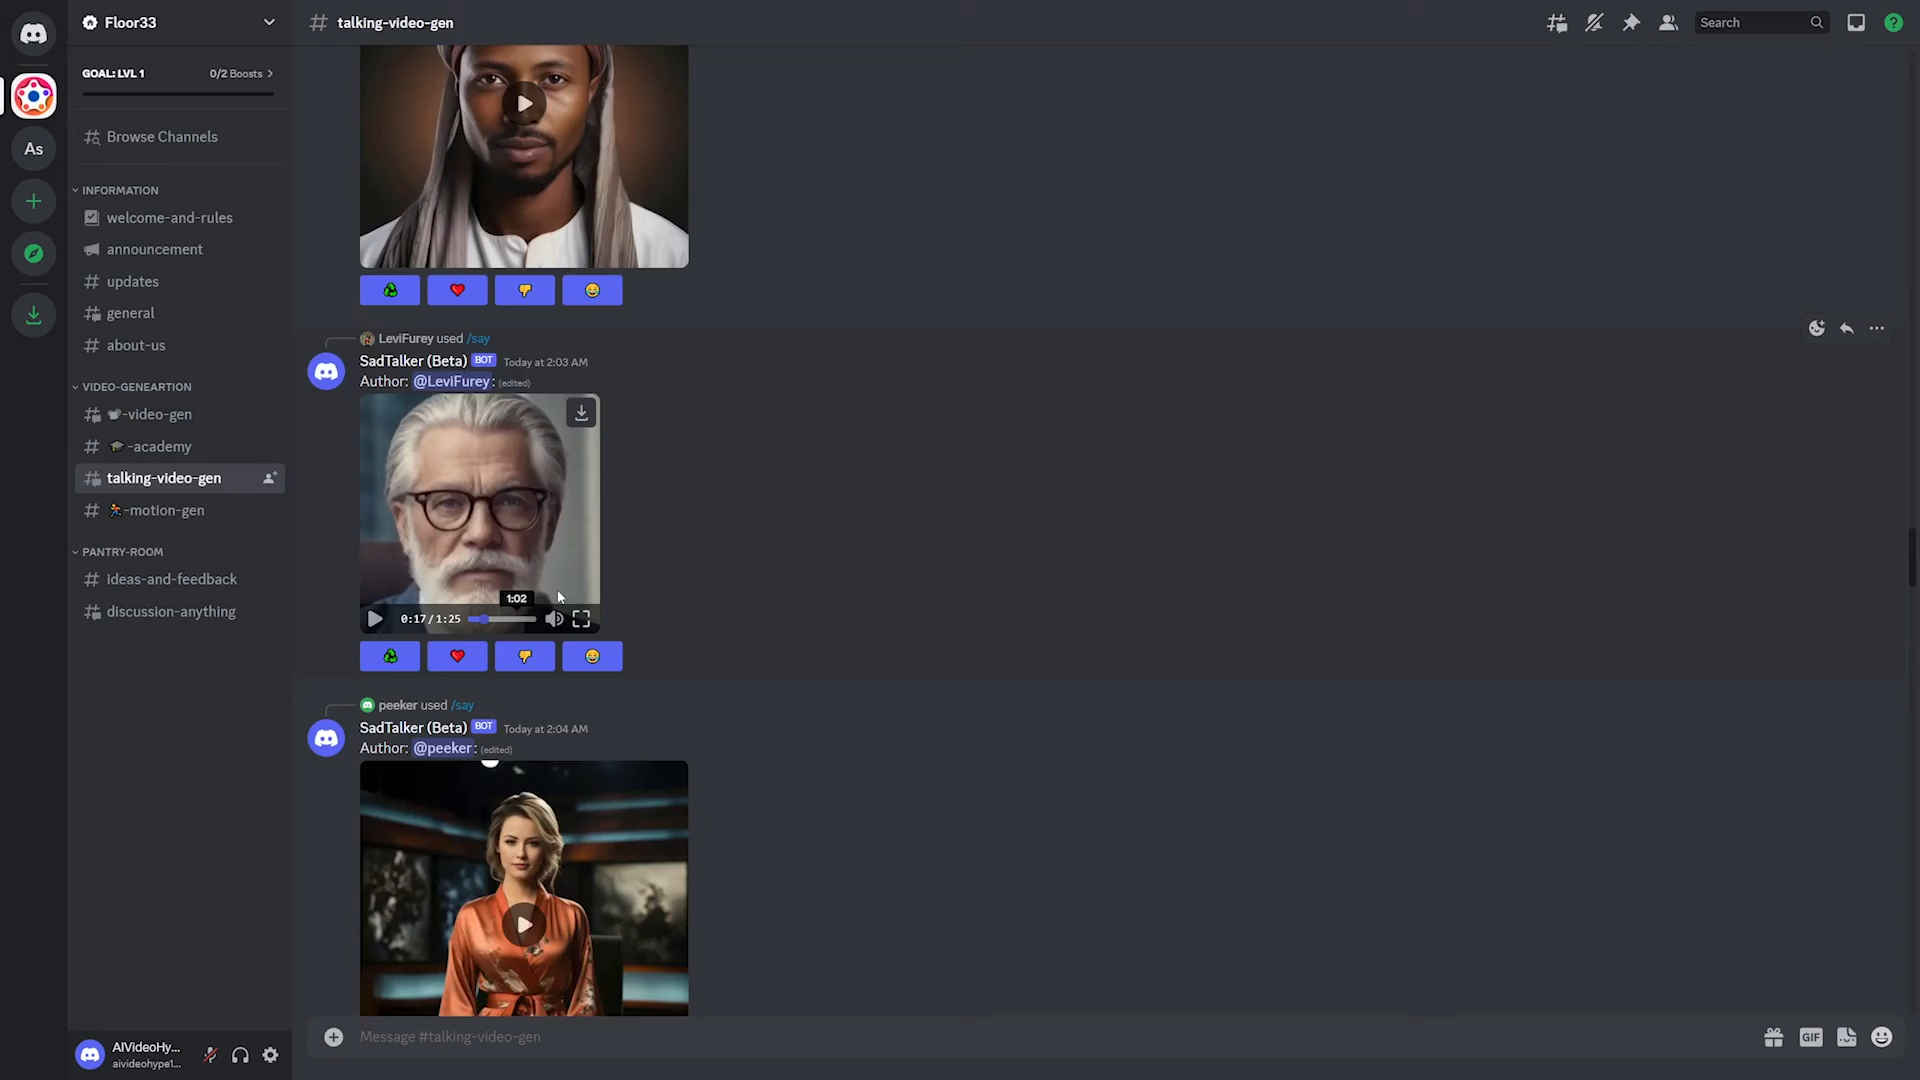 Floor33
talking-video-gen
Search
GOAL: LVL 1
0/2 Boosts
Browse Channels
As
INFORMATION
welcome-and-rules
announcement
updates
general
about-us
VIDEO-GENEARTION
-video-gen
-academy
talking-video-gen
-motion-gen
PANTRY-ROOM
ideas-and-feedback
discussion-anything
AIVideoHy...
aivideohype1...
LeviFurey used /say
SadTalker (Beta) BOT Today at 2:03 AM
Author: @LeviFurey: (edited)
1:02
0:17/1:25
peeker used /say
SadTalker (Beta) BOT Today at 2:04 AM
Author: @peeker: (edited)
Message #talking-video-gen
GIF